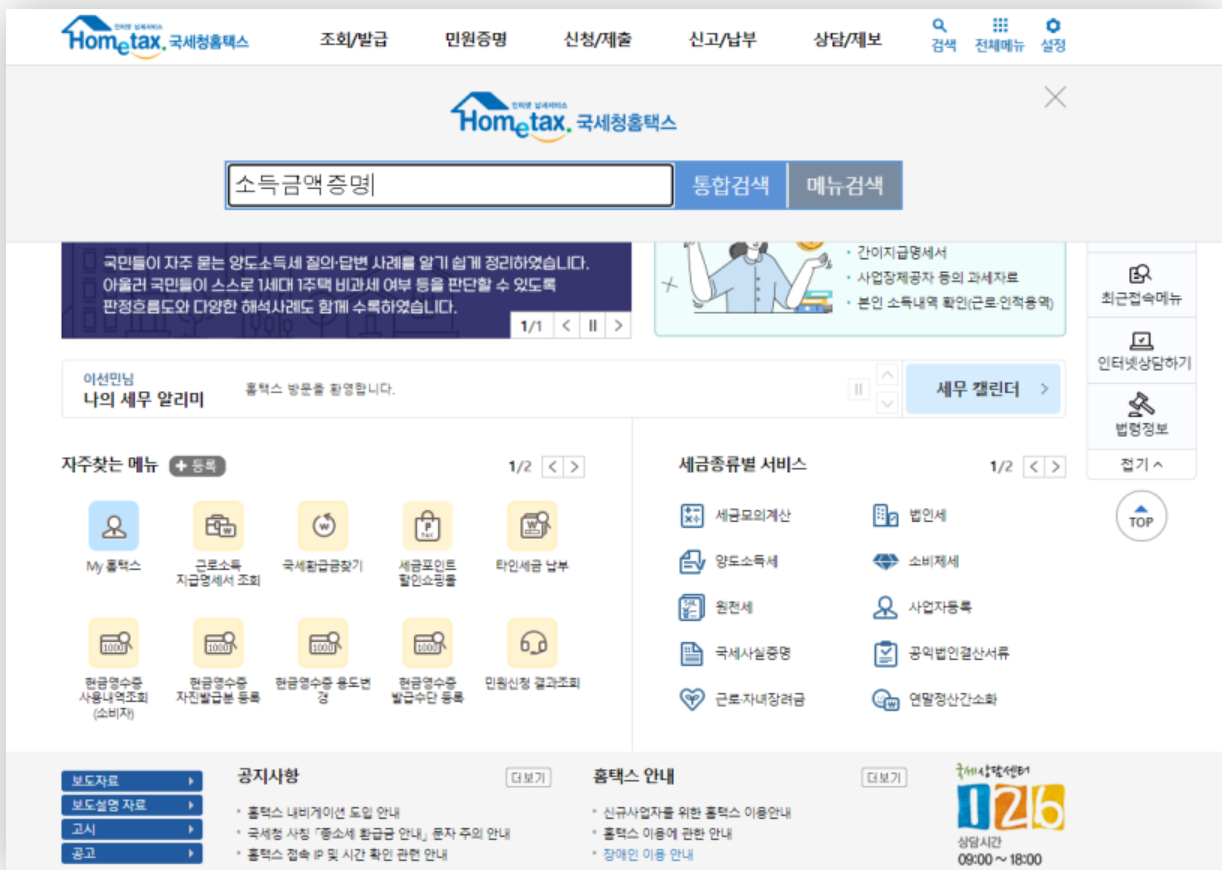 인터넷 납세서비스
Hometax. 국세청홈택스
조회/발급
민원증명
신청/제출
신고/납부
상담/제보
검색
전체메뉴
설정
인터넷 납세서비스
Hometax. 국세청홈택스
소득금액증명
통합검색
메뉴검색
국민들이 자주 묻는 양도소득세 질의·답변 사례를 알기 쉽게 정리하였습니다.
아울러 국민들이 스스로 1세대 1주택 비과세 여부 등을 판단할 수 있도록
판정흐름도와 다양한 해석사례도 함께 수록하였습니다.
1/1
• 간이지급명세서
• 사업장제공자 등의 과세자료
• 본인 소득내역 확인(근로·인적용역)
최근접속메뉴
인터넷상담하기
법령정보
접기
TOP
이선민님
나의 세무 알리미
홈택스 방문을 환영합니다.
세무 캘린더
자주찾는 메뉴
+ 등록
1/2
My 홈택스
근로소득
지급명세서 조회
국세환급금찾기
세금포인트
할인쇼핑몰
타인세금 납부
현금영수증
사용내역조회
(소비자)
현금영수증
자진발급분 등록
현금영수증 용도변
경
현금영수증
발급수단 등록
민원신청 결과조회
세금종류별 서비스
1/2
세금모의계산
법인세
양도소득세
소비제세
원천세
사업자등록
국세사실증명
공익법인결산서류
근로·자녀장려금
연말정산간소화
보도자료
보도설명 자료
고시
공고
공지사항
더보기
• 홈택스 내비게이션 도입 안내
• 국세청 사칭 「종소세 환급금 안내」 문자 주의 안내
• 홈택스 접속 IP 및 시간 확인 관련 안내
홈택스 안내
더보기
• 신규사업자를 위한 홈택스 이용안내
• 홈택스 이용에 관한 안내
• 장애인 이용 안내
국세상담센터
126
상담시간
09:00 ~ 18:00